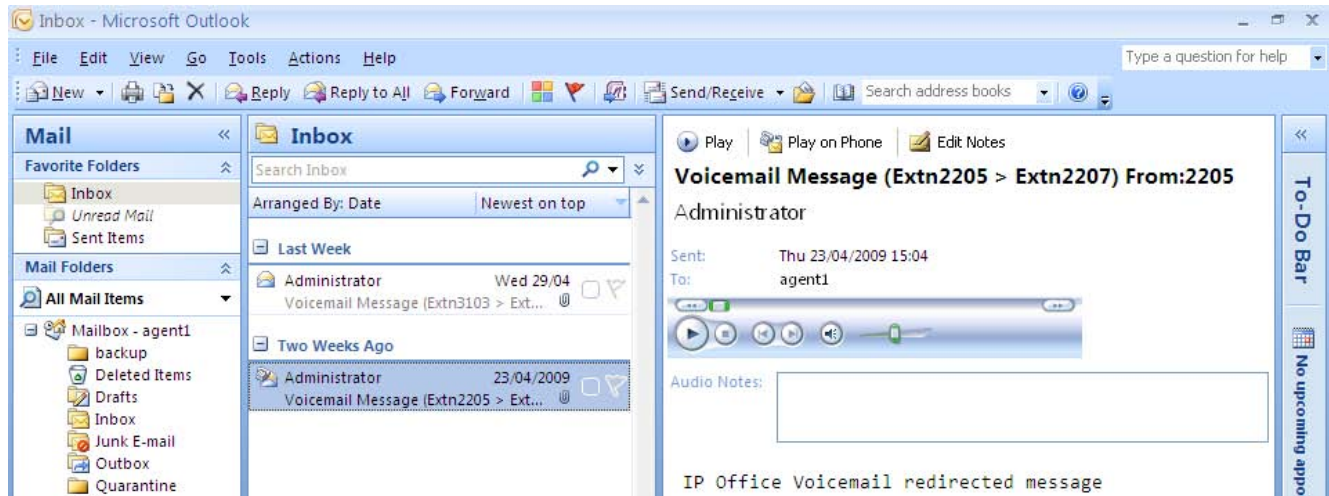 Inbox - Microsoft Outlook
File Edit View Go Tools Actions Help
Type a question for help
New Reply Reply to All Forward Send/Receive Search address books
Mail
Favorite Folders
Inbox
Unread Mail
Sent Items
Mail Folders
All Mail Items
Mailbox - agent1
backup
Deleted Items
Drafts
Inbox
Junk E-mail
Outbox
Quarantine
Inbox
Search Inbox
Arranged By: Date Newest on top
Last Week
Administrator Wed 29/04
Voicemail Message (Extn3103 > Ext...
Two Weeks Ago
Administrator 23/04/2009
Voicemail Message (Extn2205 > Ext...
Play Play on Phone Edit Notes
Voicemail Message (Extn2205 > Extn2207) From:2205
Administrator
Sent: Thu 23/04/2009 15:04
To: agent1
Audio Notes:
IP Office Voicemail redirected message
To-Do Bar
No upcoming appo